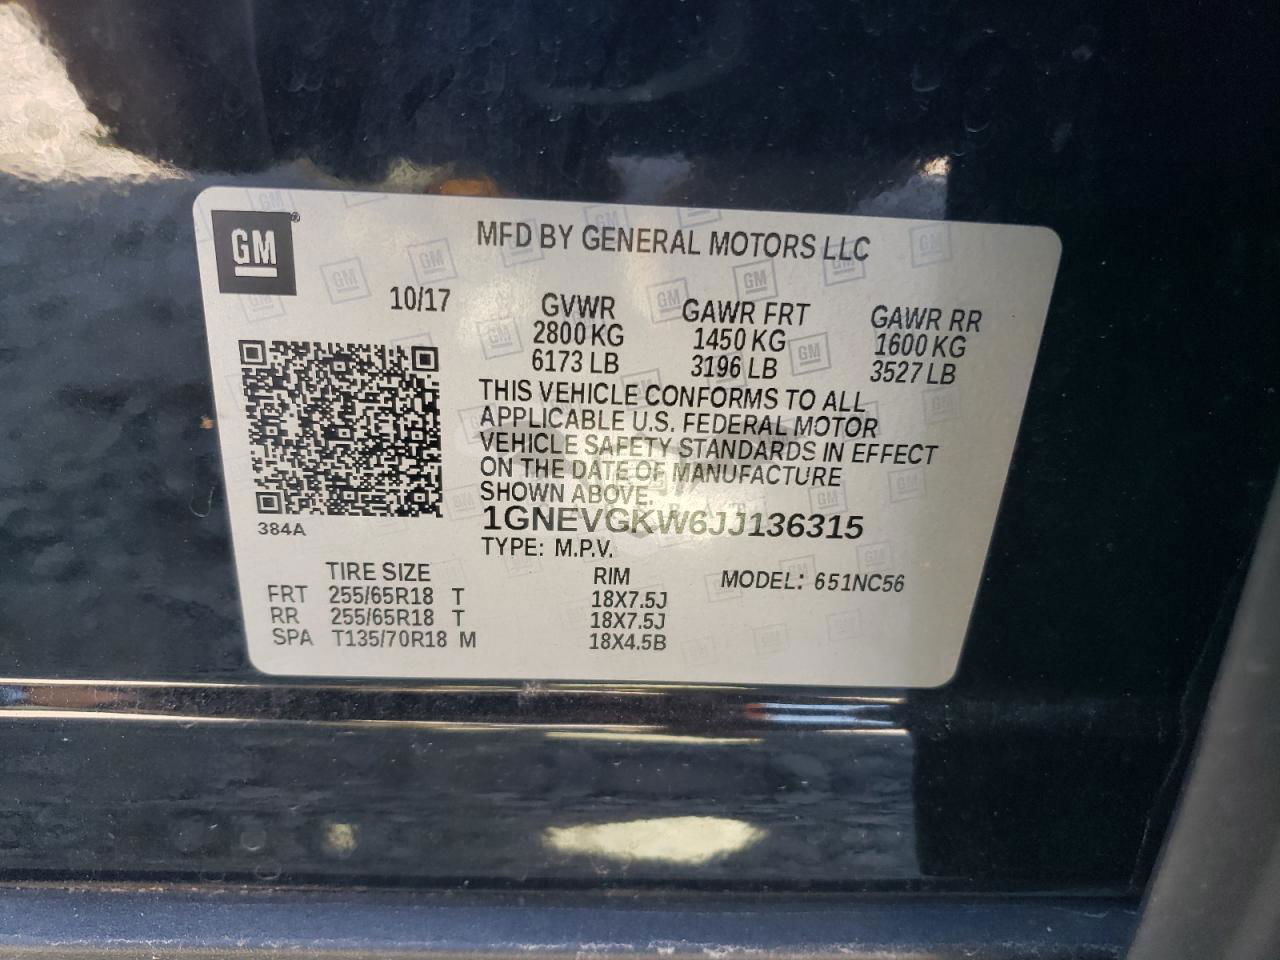 GM
MFD BY GENERAL MOTORS LLC
10/17
GVWR GAWR FRT GAWR RR
2800 KG 1450 KG 1600 KG
6173 LB 3196 LB 3527 LB
THIS VEHICLE CONFORMS TO ALL
APPLICABLE U.S. FEDERAL MOTOR
VEHICLE SAFETY STANDARDS IN EFFECT
ON THE DATE OF MANUFACTURE
SHOWN ABOVE.
1GNEVGKW6JJ136315
384A
TYPE: M.P.V.
TIRE SIZE RIM MODEL: 651NC56
FRT 255/65R18 T 18X7.5J
RR 255/65R18 T 18X7.5J
SPA T135/70R18 M 18X4.5B